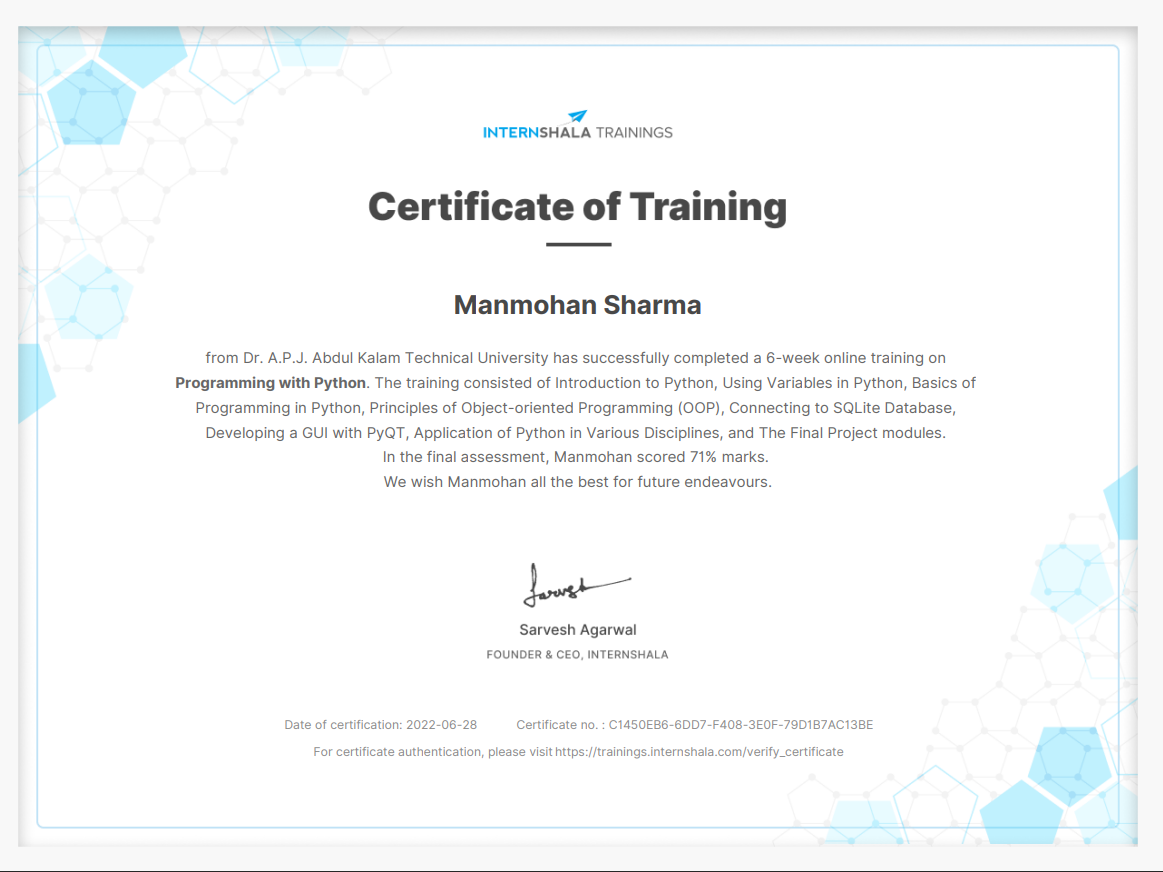 INTERNSHALA TRAININGS
Certificate of Training
Manmohan Sharma
from Dr. A.P.J. Abdul Kalam Technical University has successfully completed a 6-week online training on
Programming with Python. The training consisted of Introduction to Python, Using Variables in Python, Basics of
Programming in Python, Principles of Object-oriented Programming (OOP), Connecting to SQLite Database,
Developing a GUI with PyQT, Application of Python in Various Disciplines, and The Final Project modules.
In the final assessment, Manmohan scored 71% marks.
We wish Manmohan all the best for future endeavours.
Sarvesh
Sarvesh Agarwal
FOUNDER & CEO, INTERNSHALA
Date of certification: 2022-06-28 Certificate no. : C1450EB6-6DD7-F408-3E0F-79D1B7AC13BE
For certificate authentication, please visit https://trainings.internshala.com/verify_certificate